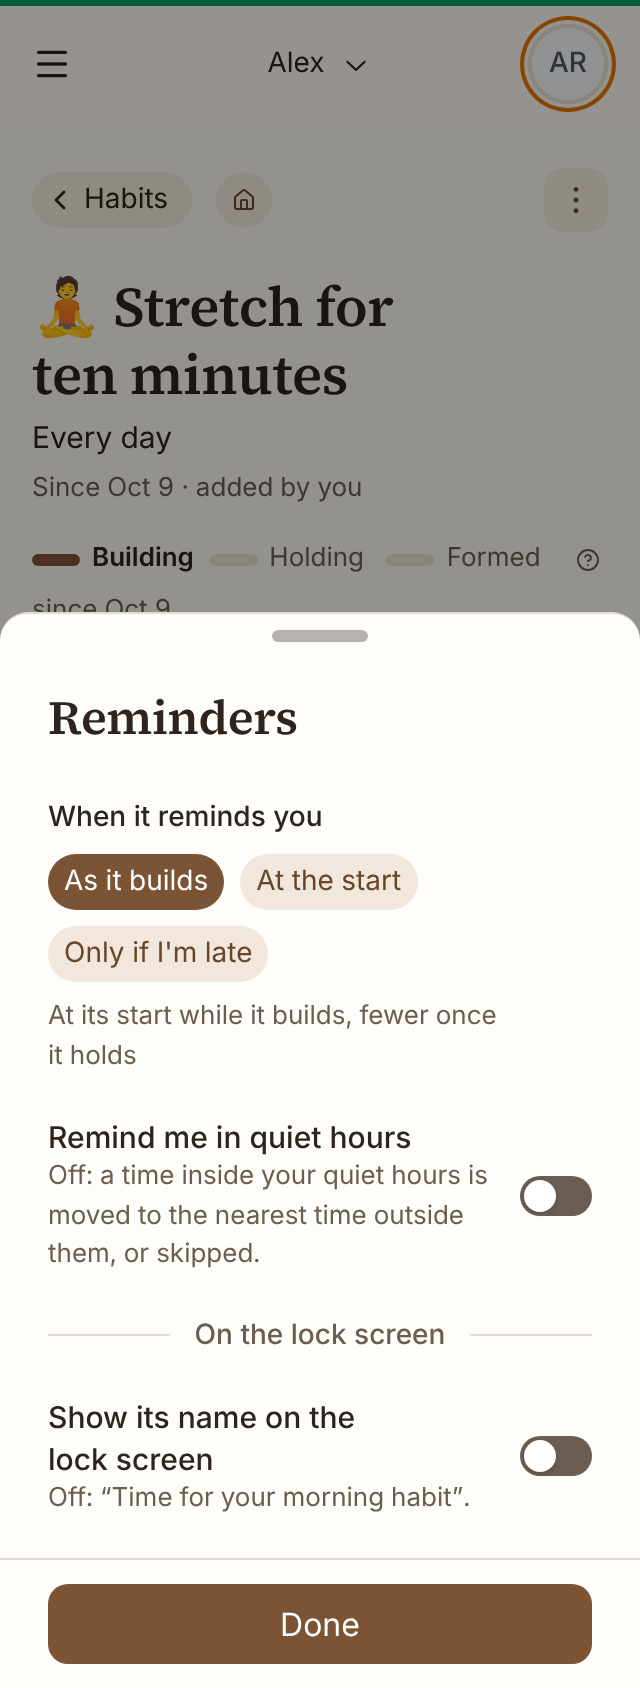 Alex
AR
Habits
Stretch for
ten minutes
Every day
Since Oct 9 · added by you
Building
Holding
Formed
since Oct 9
Reminders
When it reminds you
As it builds
At the start
Only if I'm late
At its start while it builds, fewer once
it holds
Remind me in quiet hours
Off: a time inside your quiet hours is
moved to the nearest time outside
them, or skipped.
On the lock screen
Show its name on the
lock screen
Off: “Time for your morning habit”.
Done